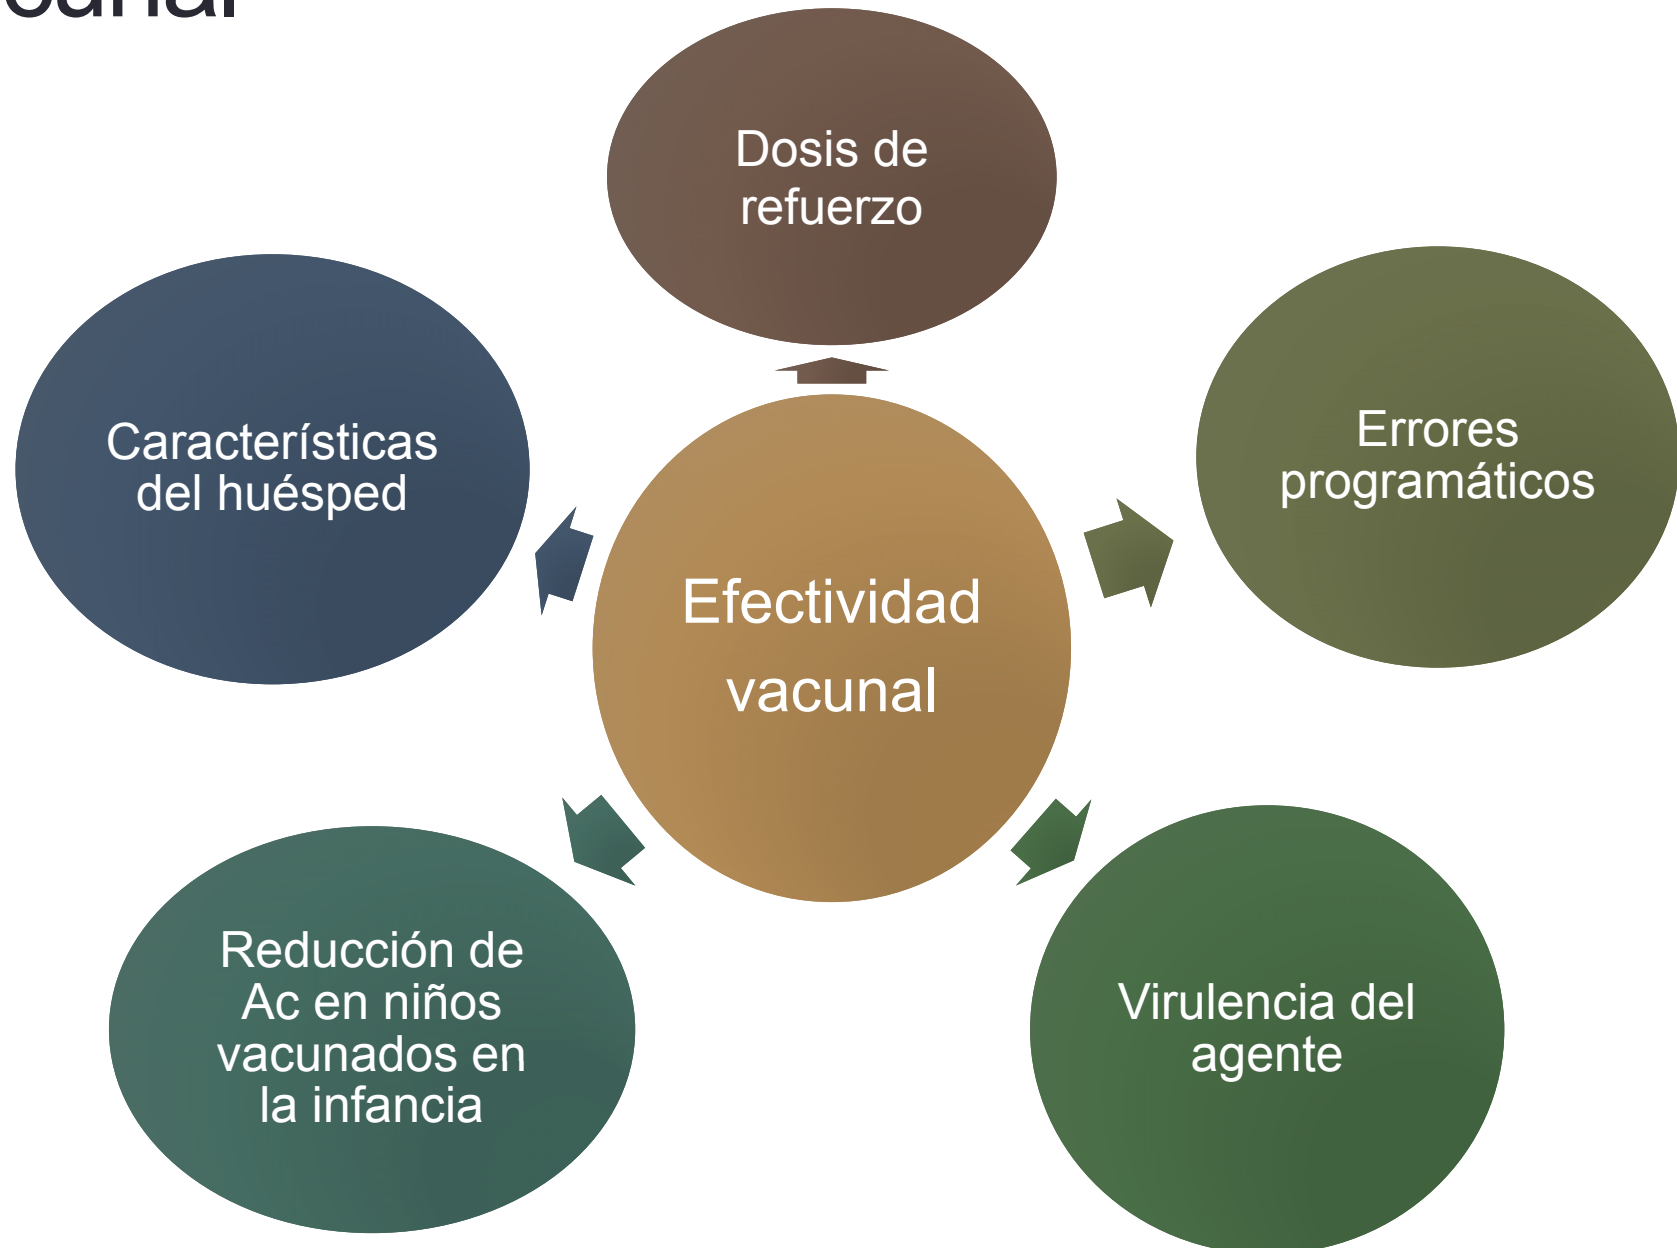 Dosis de
refuerzo
Errores
programáticos
Características
del huésped
Efectividad
vacunal
Virulencia del
agente
Reducción de
Ac en niños
vacunados en
la infancia